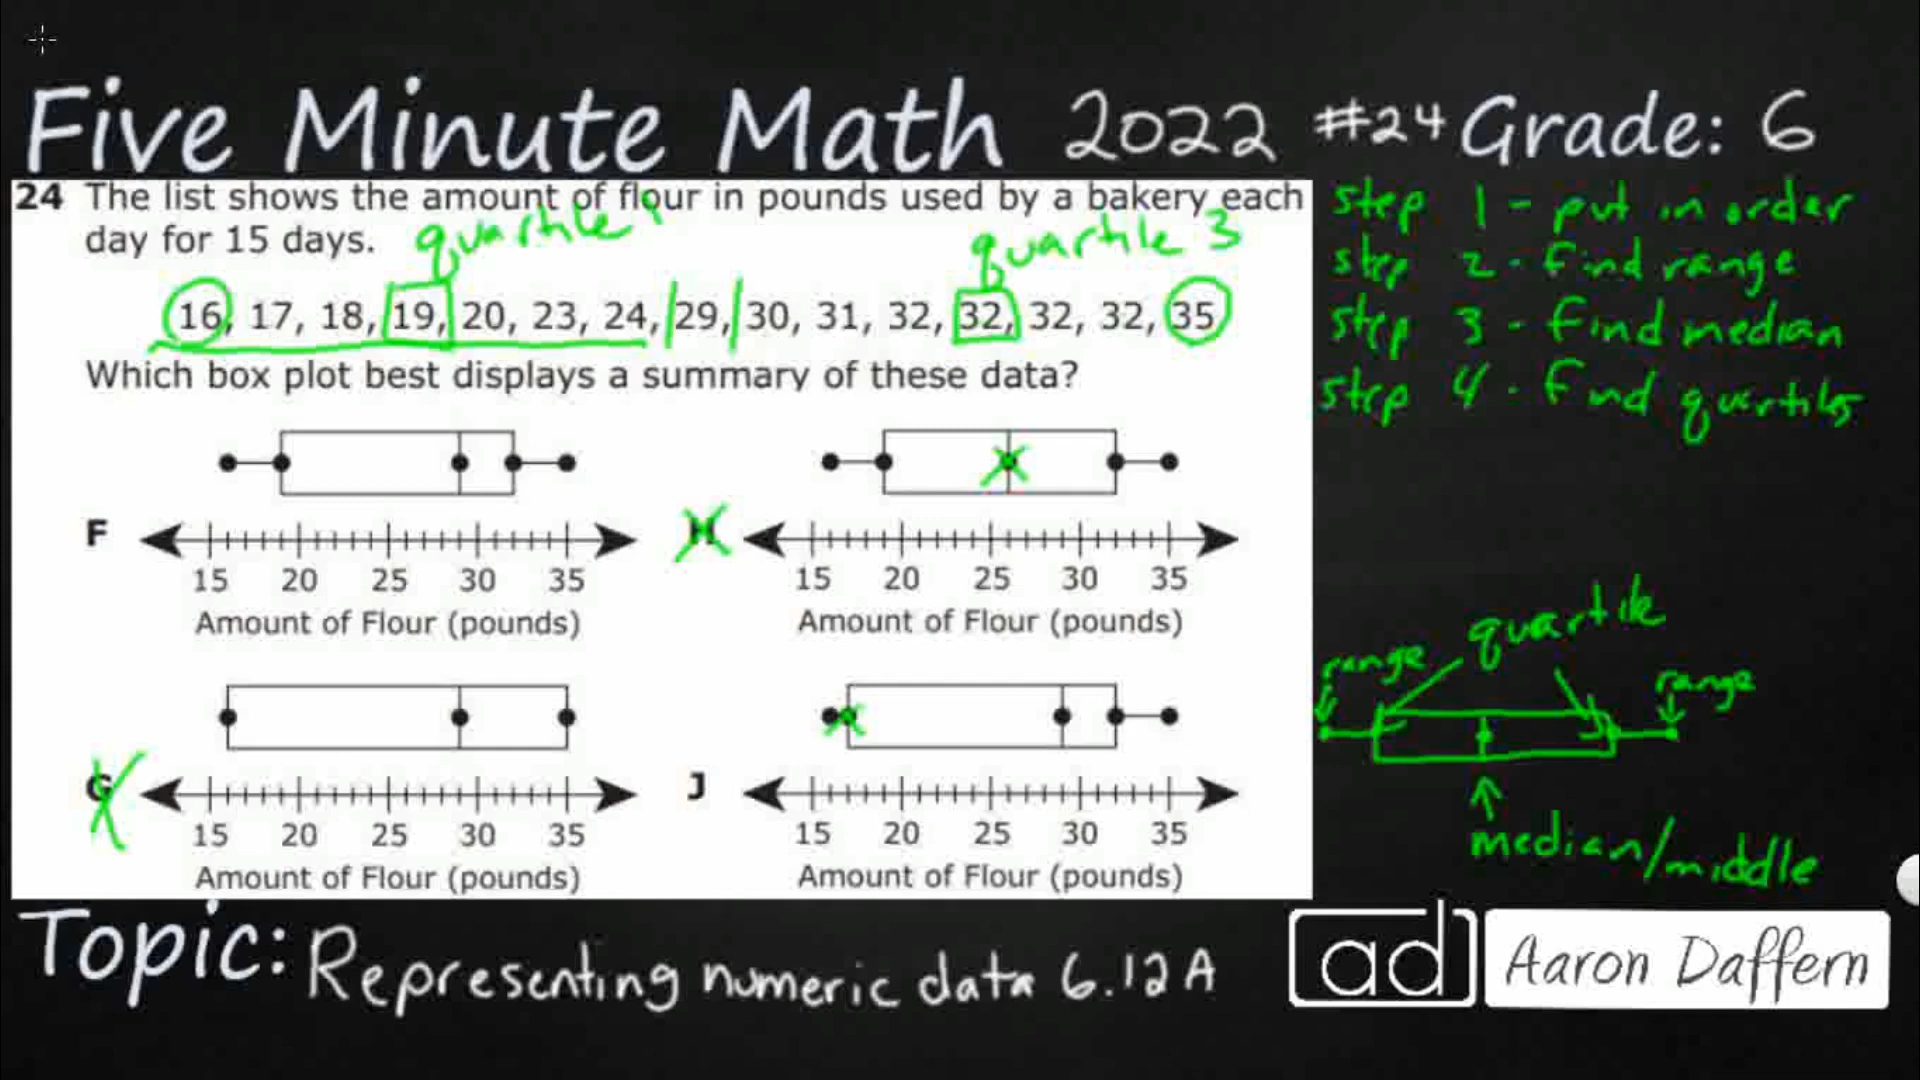 Five Minute Math 2022 #24 Grade: 6
24 The list shows the amount of flour in pounds used by a bakery each
day for 15 days.
quartile 1
quartile 3
16, 17, 18, 19, 20, 23, 24, 29, 30, 31, 32, 32, 32, 32, 35
Which box plot best displays a summary of these data?
step 1 - put in order
step 2 - find range
step 3 - find median
step 4 - find quartiles
F
15 20 25 30 35
Amount of Flour (pounds)
H
15 20 25 30 35
Amount of Flour (pounds)
G
15 20 25 30 35
Amount of Flour (pounds)
J
15 20 25 30 35
Amount of Flour (pounds)
quartile
range
range
median/middle
Topic: Representing numeric data 6.12A
ad Aaron Daffern